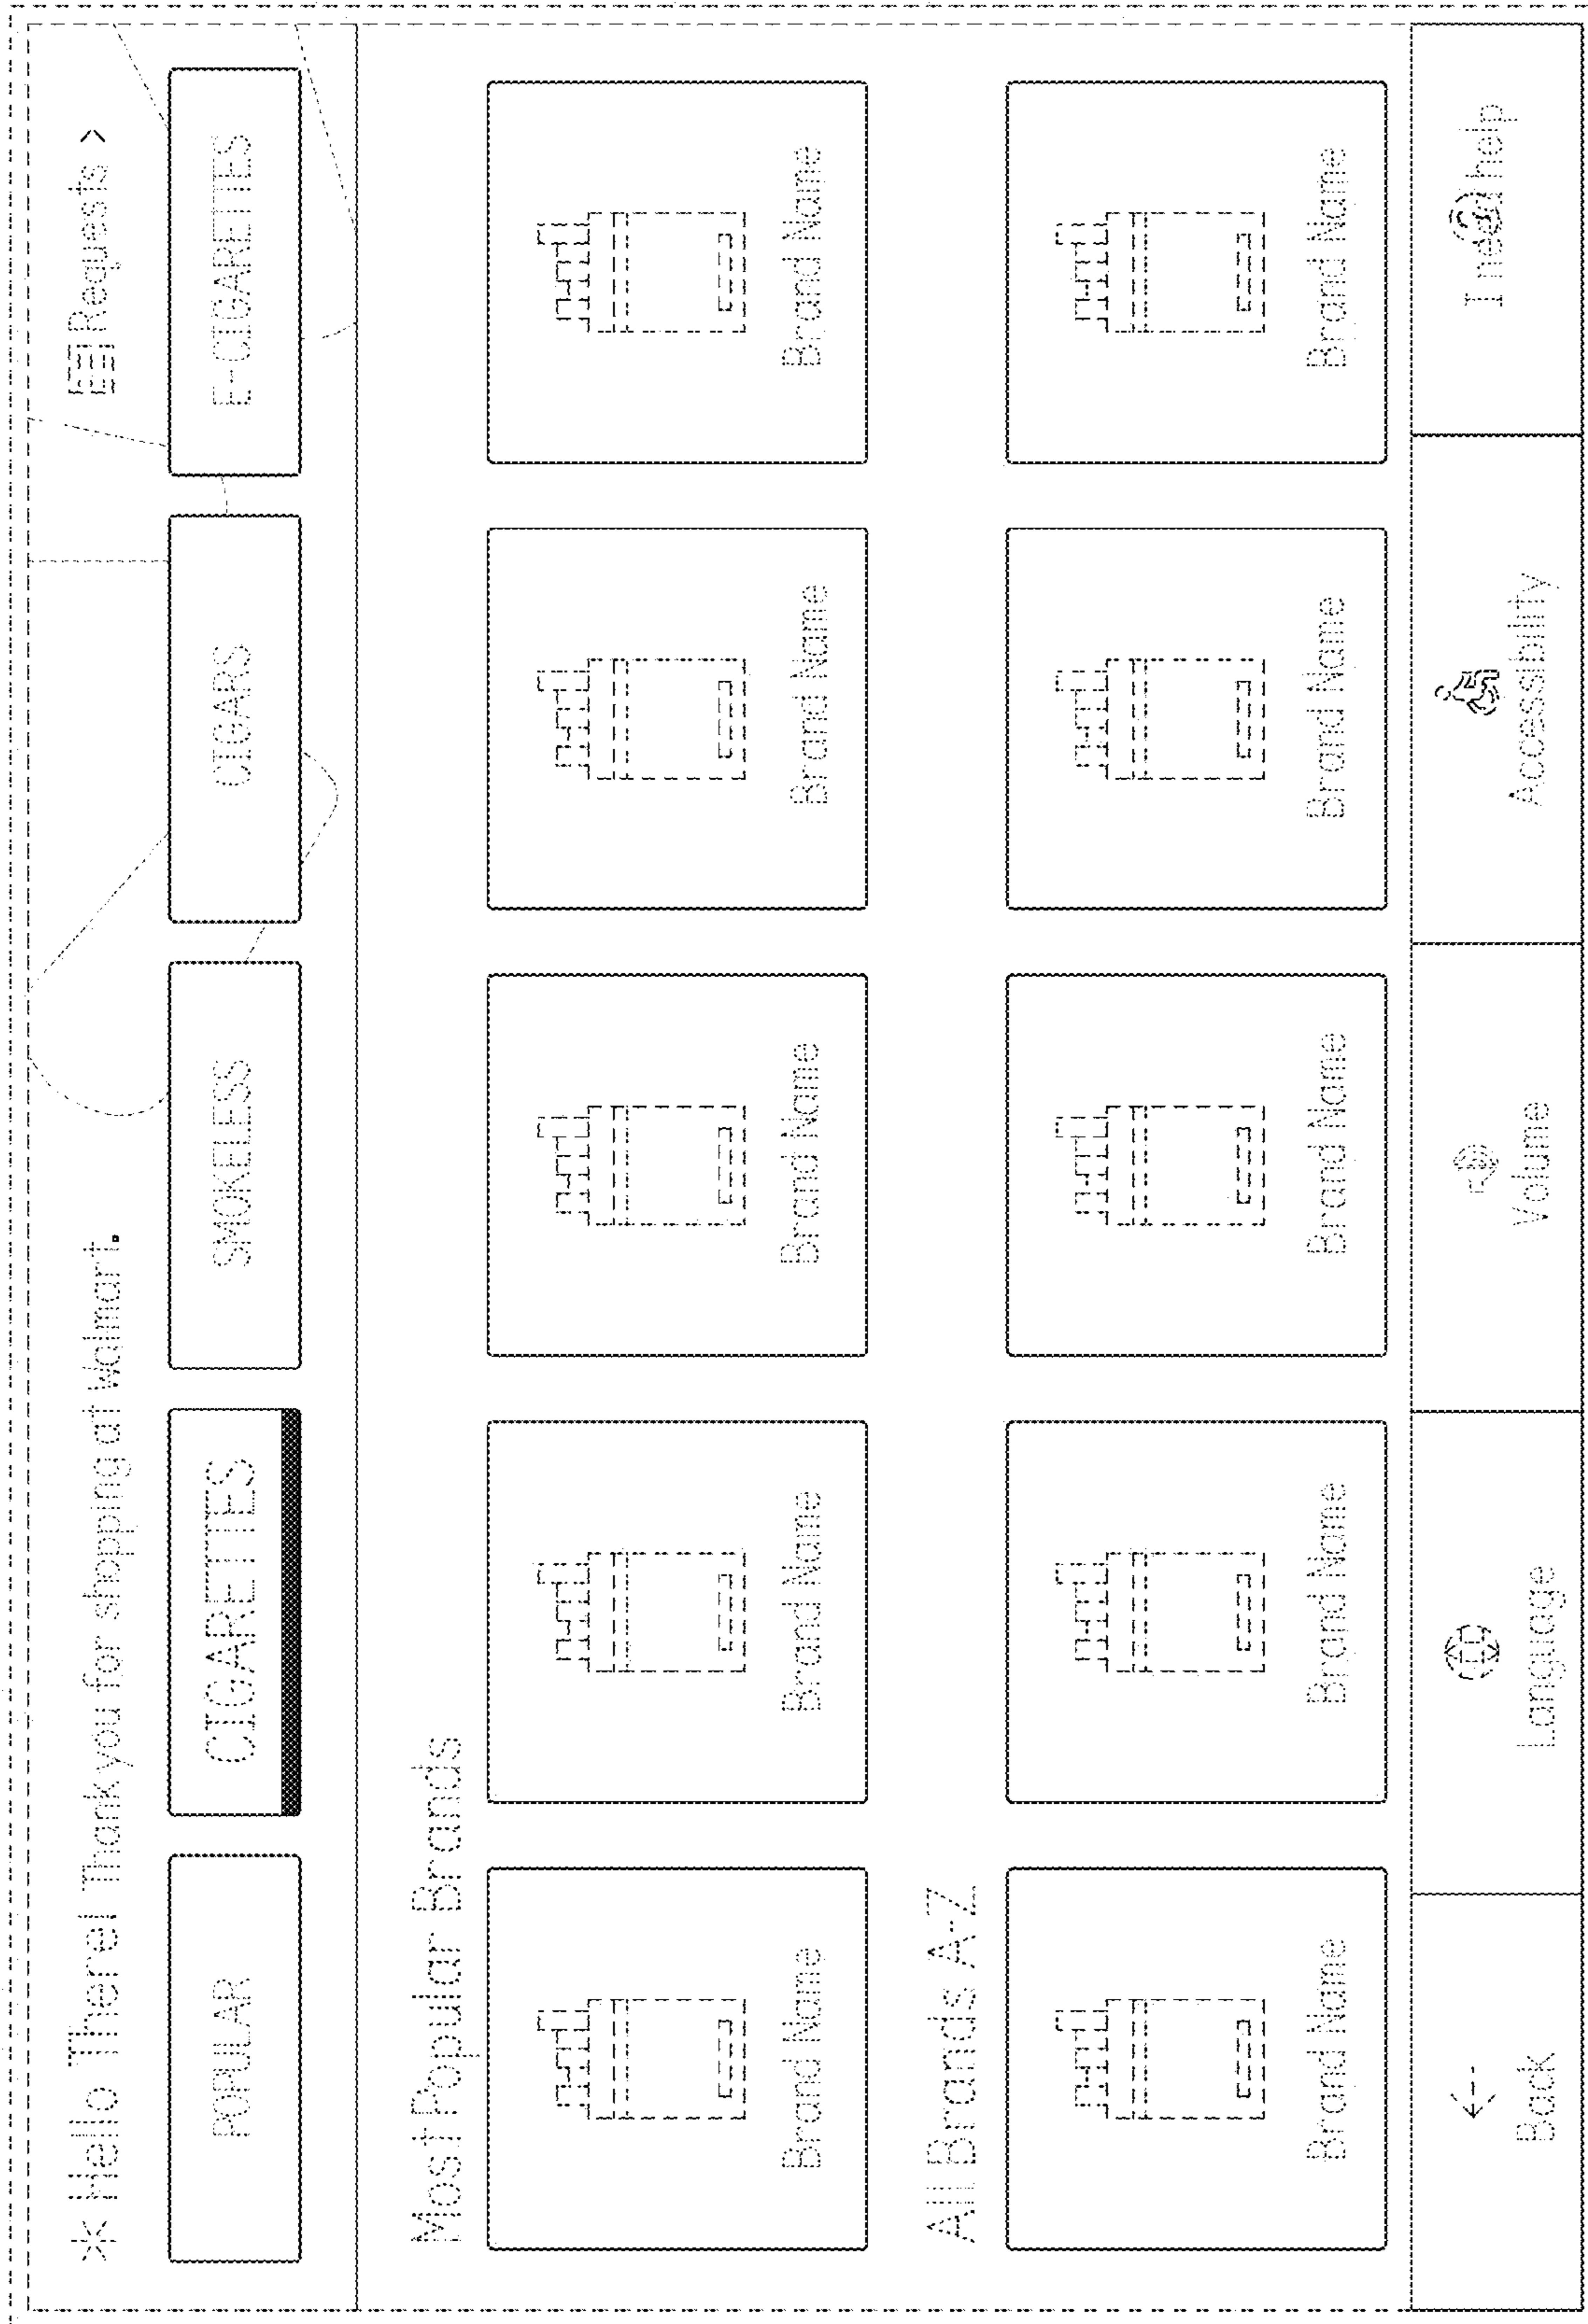 Hello There! Thank you for shopping at Walmart.
Requests >
POPULAR
CIGARETTES
SMOKELESS
CIGARS
E-CIGARETTES
Most Popular Brands
Brand Name
Brand Name
Brand Name
Brand Name
Brand Name
All Brands A-Z
Brand Name
Brand Name
Brand Name
Brand Name
Brand Name
Back
Language
Volume
Accessibility
I need help